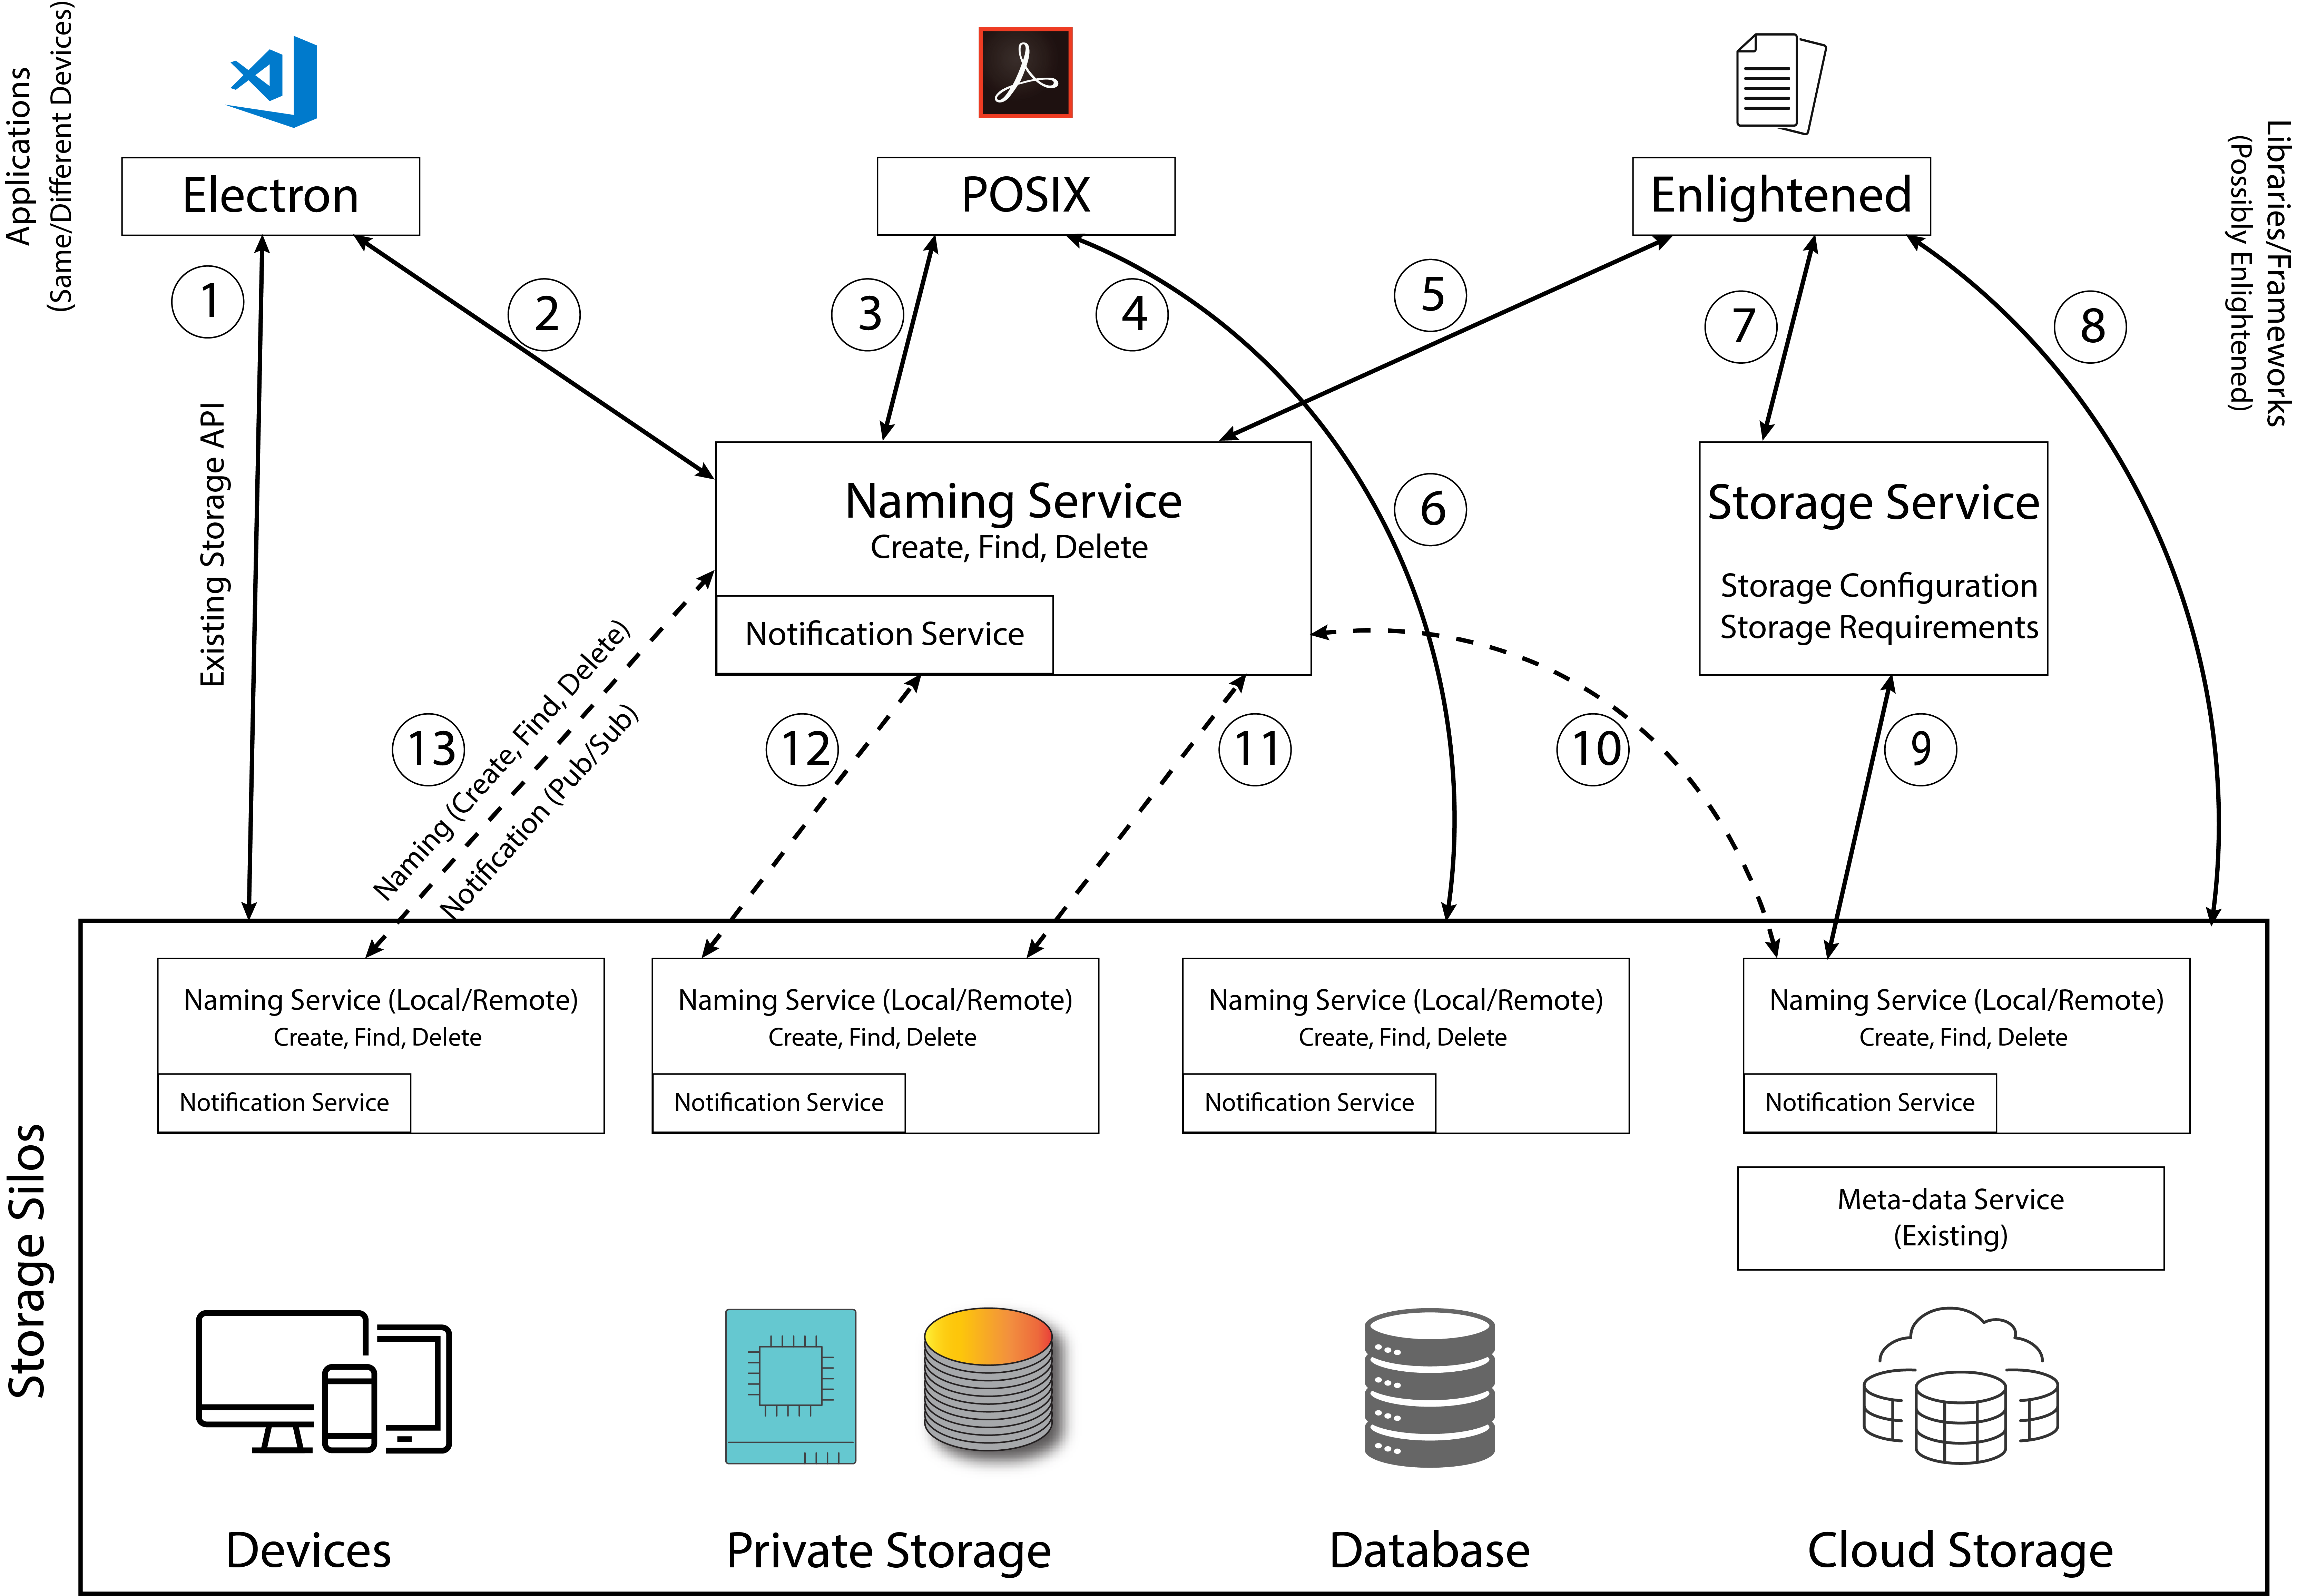 Applications
(Same/Different Devices)
Electron
POSIX
Enlightened
Libraries/Frameworks
(Possibly Enlightened)
1
2
3
4
5
7
8
Existing Storage API
Naming Service
Create, Find, Delete
Notification Service
6
Storage Service
Storage Configuration
Storage Requirements
13
Naming (Create, Find, Delete)
Notification (Pub/Sub)
12
11
10
9
Storage Silos
Naming Service (Local/Remote)
Create, Find, Delete
Notification Service
Naming Service (Local/Remote)
Create, Find, Delete
Notification Service
Naming Service (Local/Remote)
Create, Find, Delete
Notification Service
Naming Service (Local/Remote)
Create, Find, Delete
Notification Service
Meta-data Service
(Existing)
Devices
Private Storage
Database
Cloud Storage